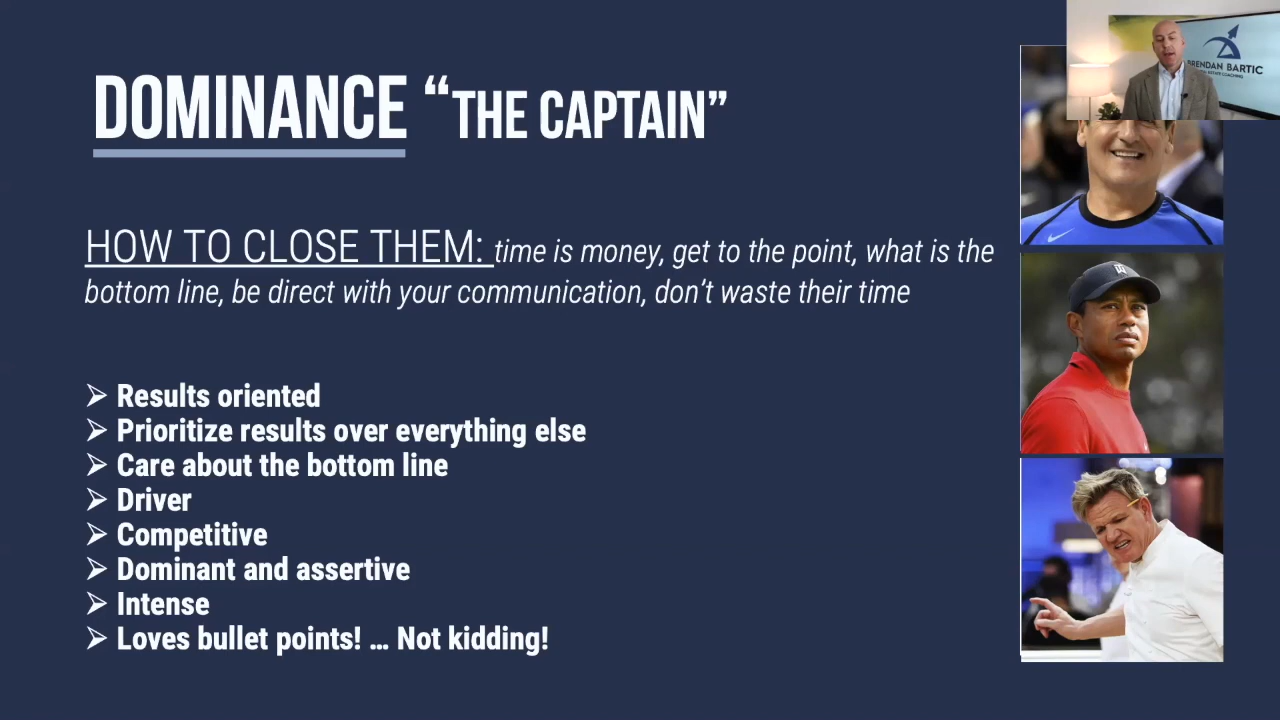 DOMINANCE “THE CAPTAIN”
HOW TO CLOSE THEM: time is money, get to the point, what is the
bottom line, be direct with your communication, don’t waste their time
➢ Results oriented
➢ Prioritize results over everything else
➢ Care about the bottom line
➢ Driver
➢ Competitive
➢ Dominant and assertive
➢ Intense
➢ Loves bullet points! ... Not kidding!
BRENDAN BARTIC
ESTATE COACHING